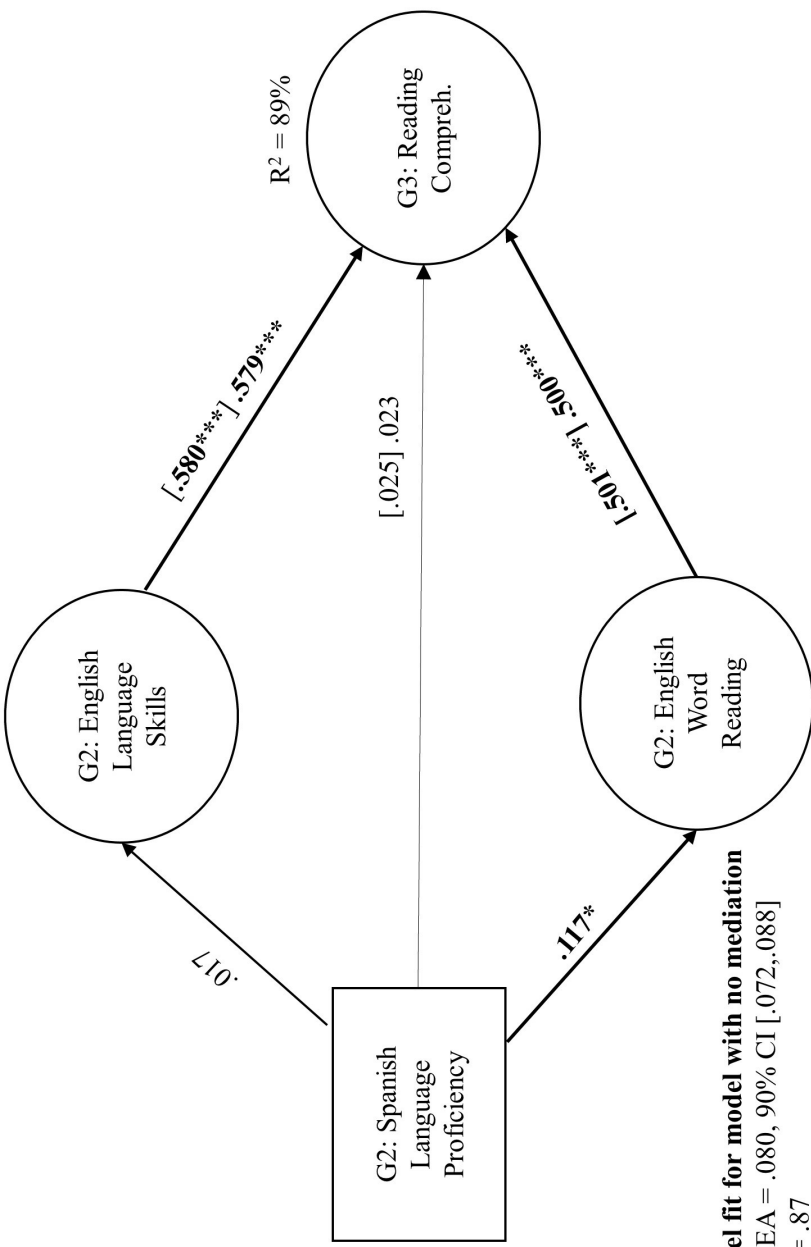 R² = 89%
G3: Reading
Compreh.
[.580***] .579***
[.025] .023
[.501***] .500***
G2: English
Language
Skills
G2: English
Word
Reading
.017
.117*
G2: Spanish
Language
Proficiency
el fit for model with no mediation
EA = .080, 90% CI [.072,.088]
= .87